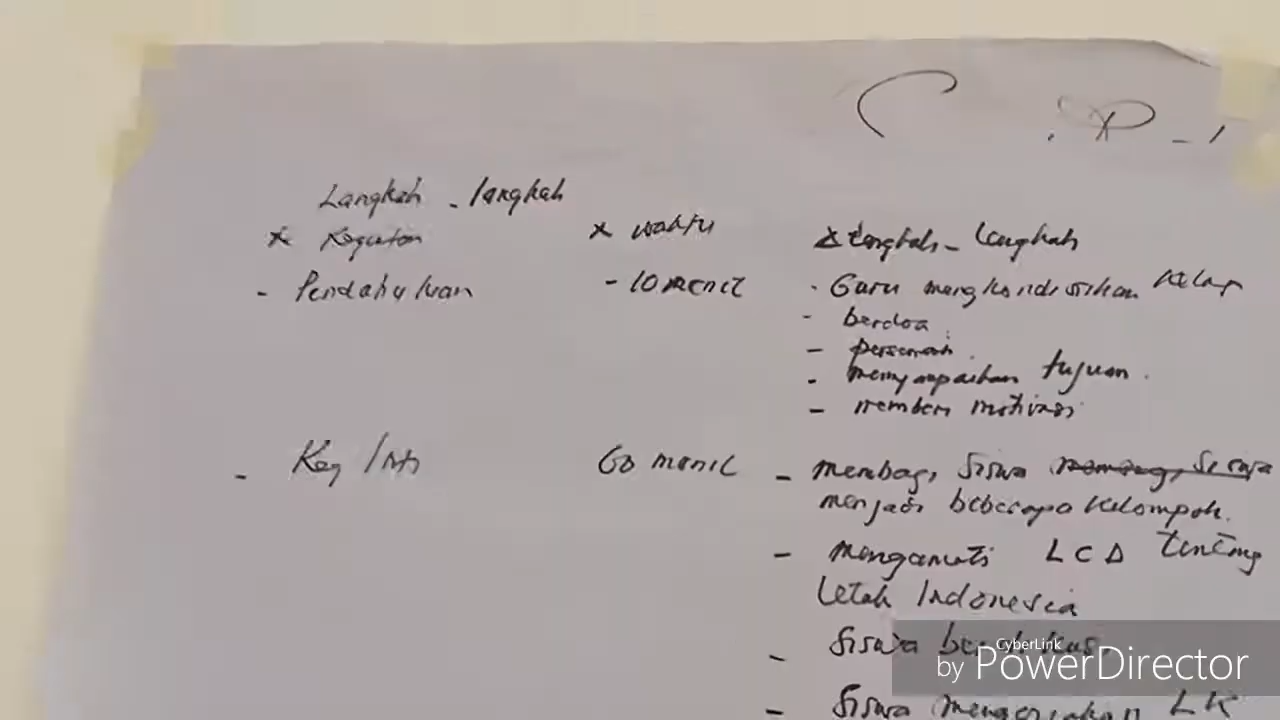 Langkah - langkah
* Kegiatan
* waktu
* Langkah - Langkah
- Pendahuluan
- 10 menit
- Guru mengkondisikan kelas
- berdoa
-
- menyampaikan tujuan.
- memberi motivasi
- Keg Inti
60 menit
- membagi siswa
menjadi beberapa kelompok.
- mengamati LCD tentang
Letak Indonesia
- Siswa berdiskusi
- Siswa mengerjakan LK
CyberLink
by PowerDirector